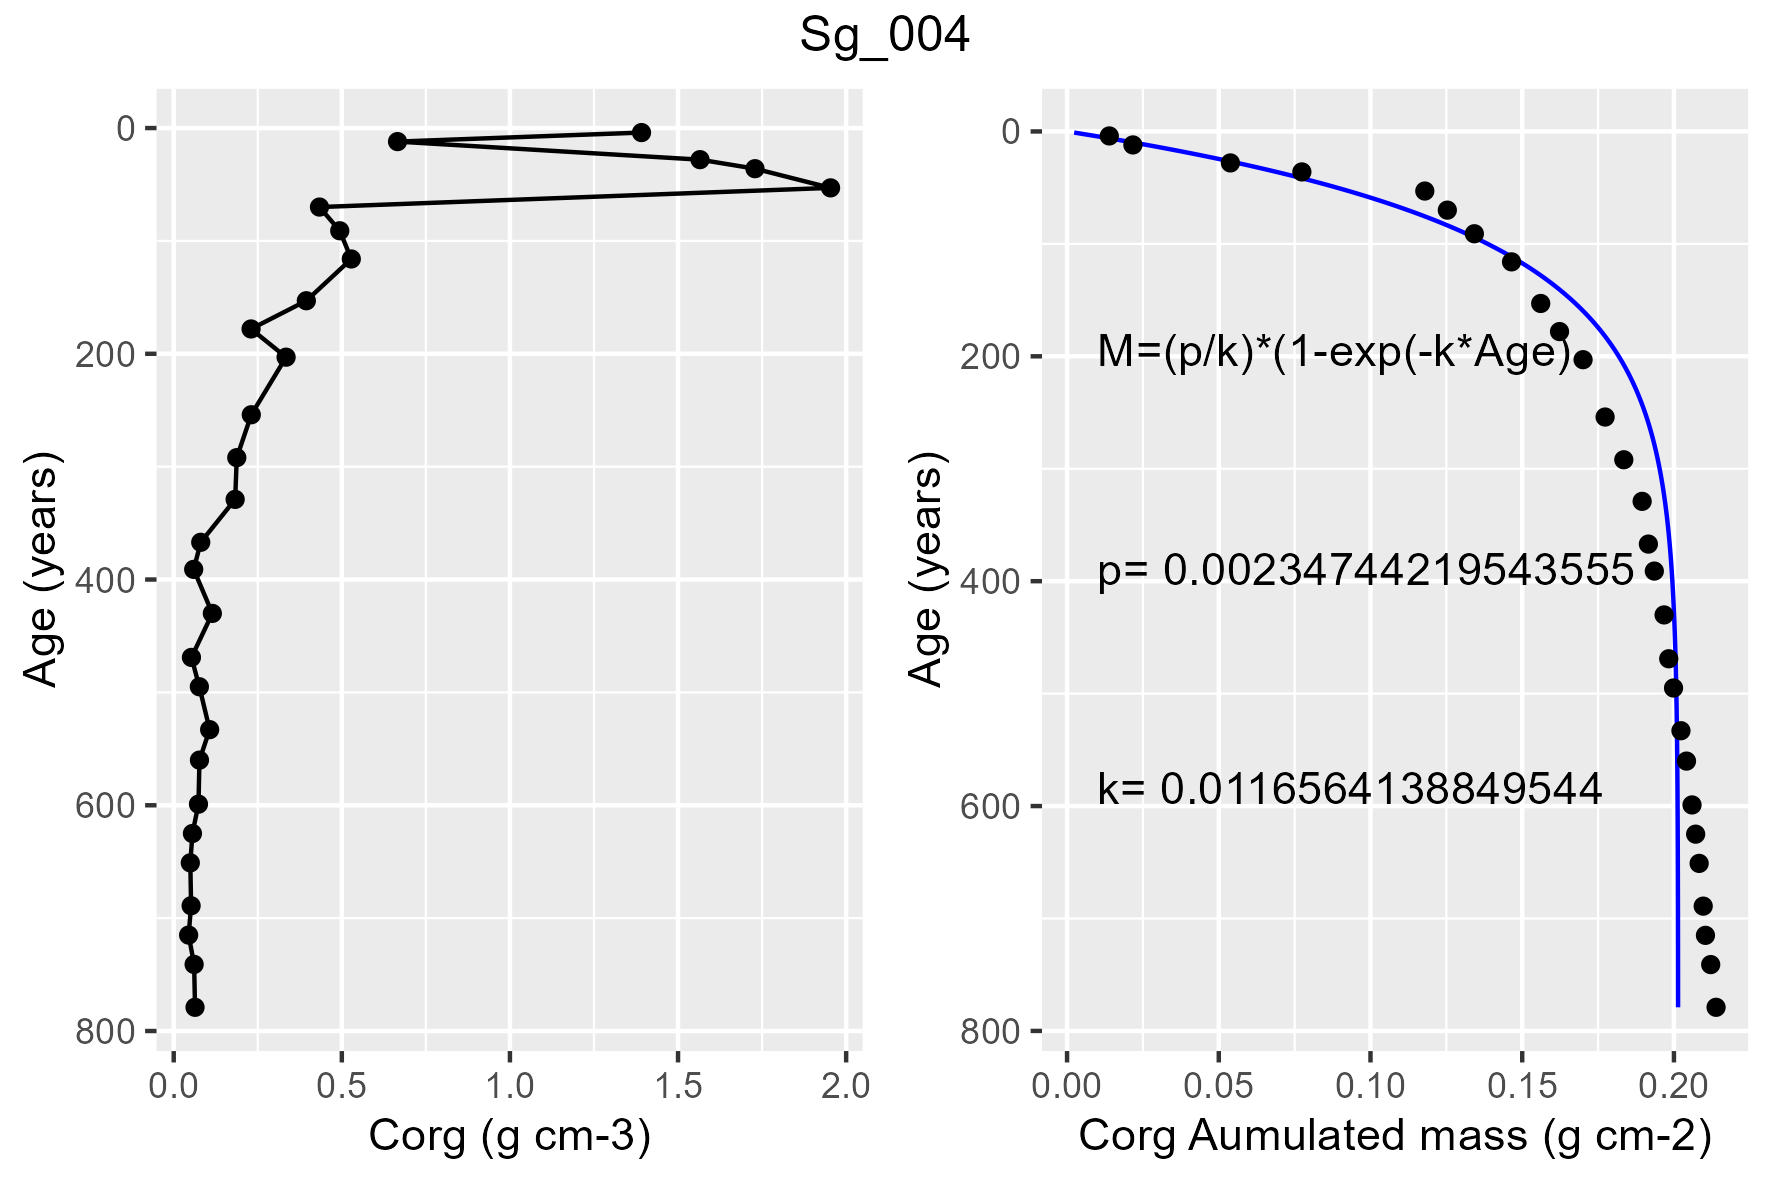 Sg_004
Age (years)
0
200
400
600
800
0.0 0.5 1.0 1.5 2.0
Corg (g cm-3)
Age (years)
0
200
400
600
800
M=(p/k)*(1-exp(-k*Age)
p= 0.00234744219543555
k= 0.0116564138849544
0.00 0.05 0.10 0.15 0.20
Corg Aumulated mass (g cm-2)